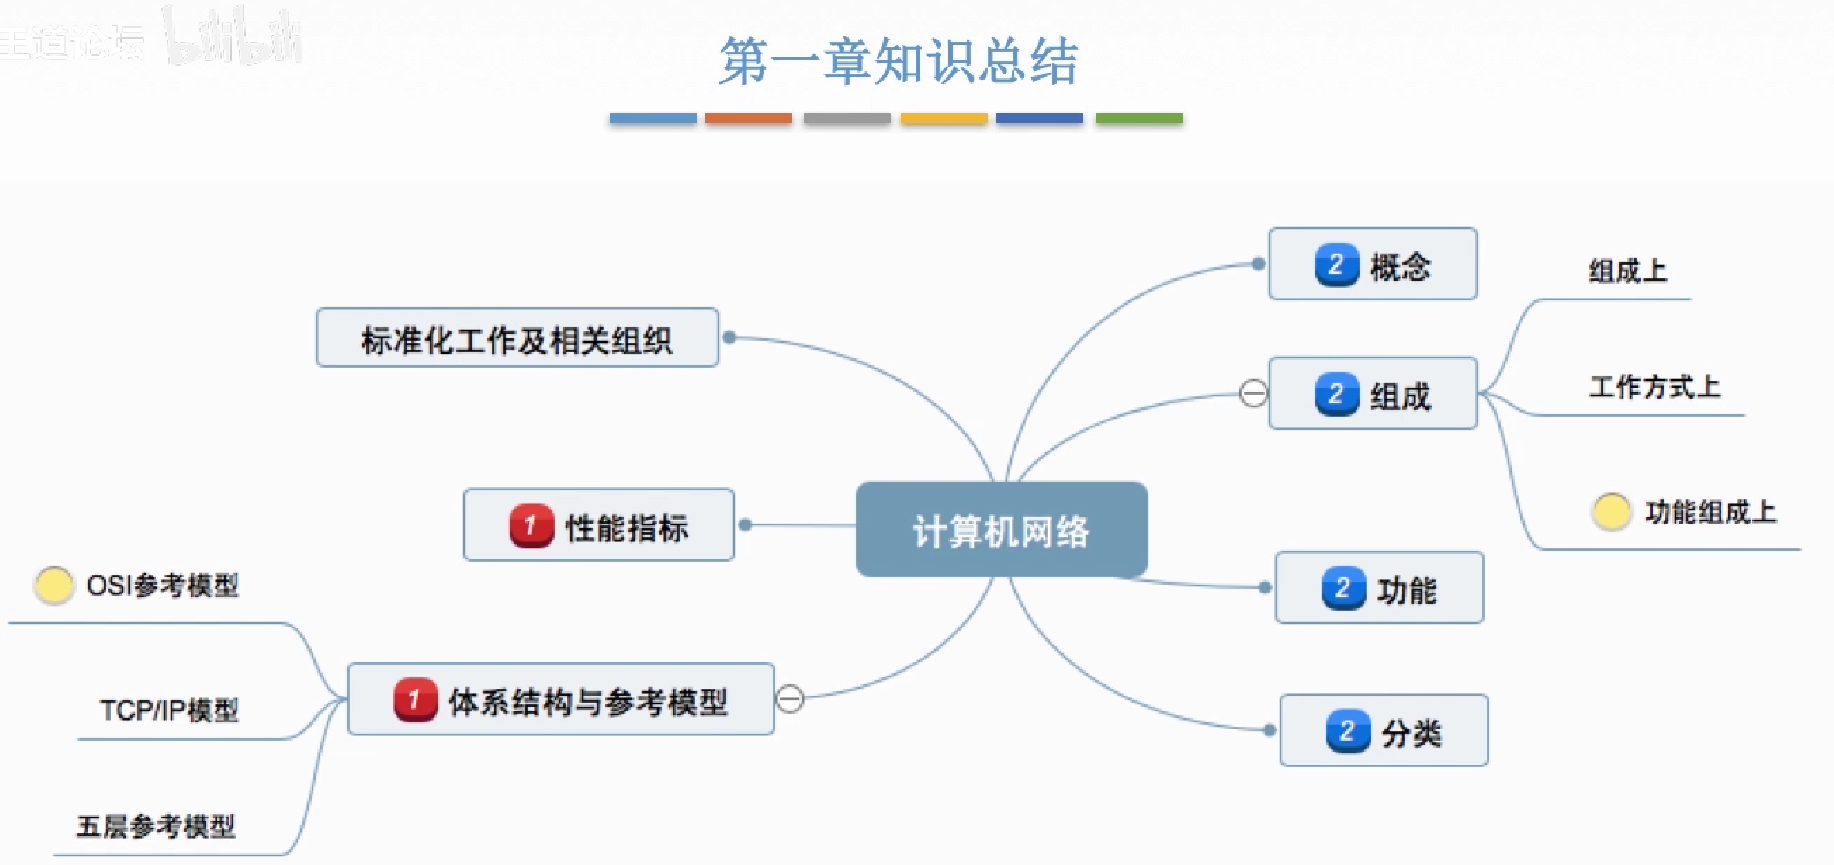 王道论坛 bilibili
第一章知识总结
2 概念
组成上
标准化工作及相关组织
2 组成
工作方式上
功能组成上
1 性能指标
计算机网络
2 功能
OSI参考模型
1 体系结构与参考模型
TCP/IP模型
2 分类
五层参考模型